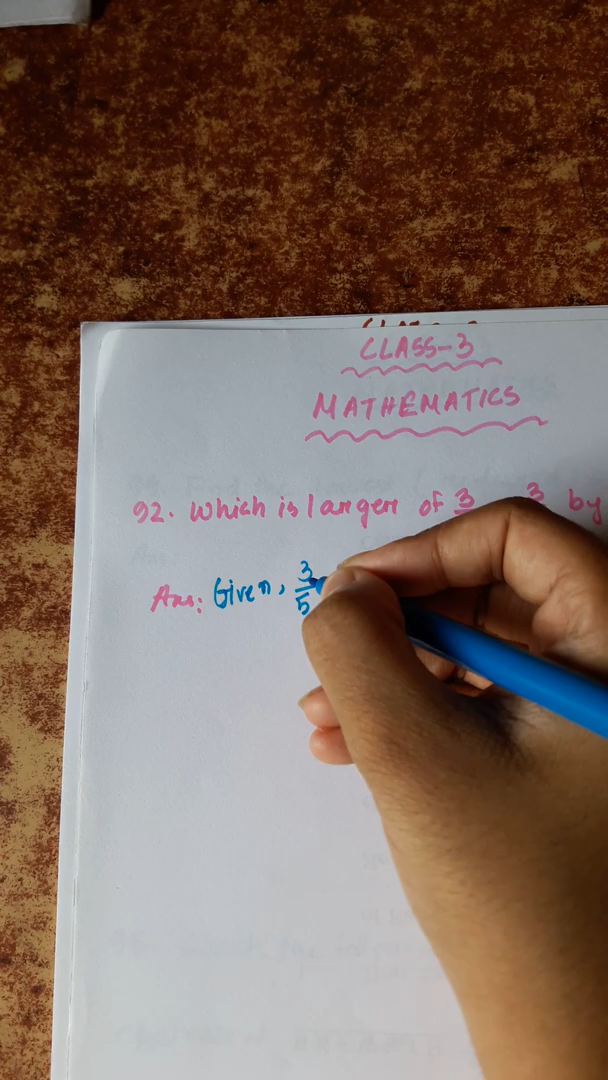 CLASS-3
MATHEMATICS
92. Which is larger of 3 3 by
Ans: Given, 3/5